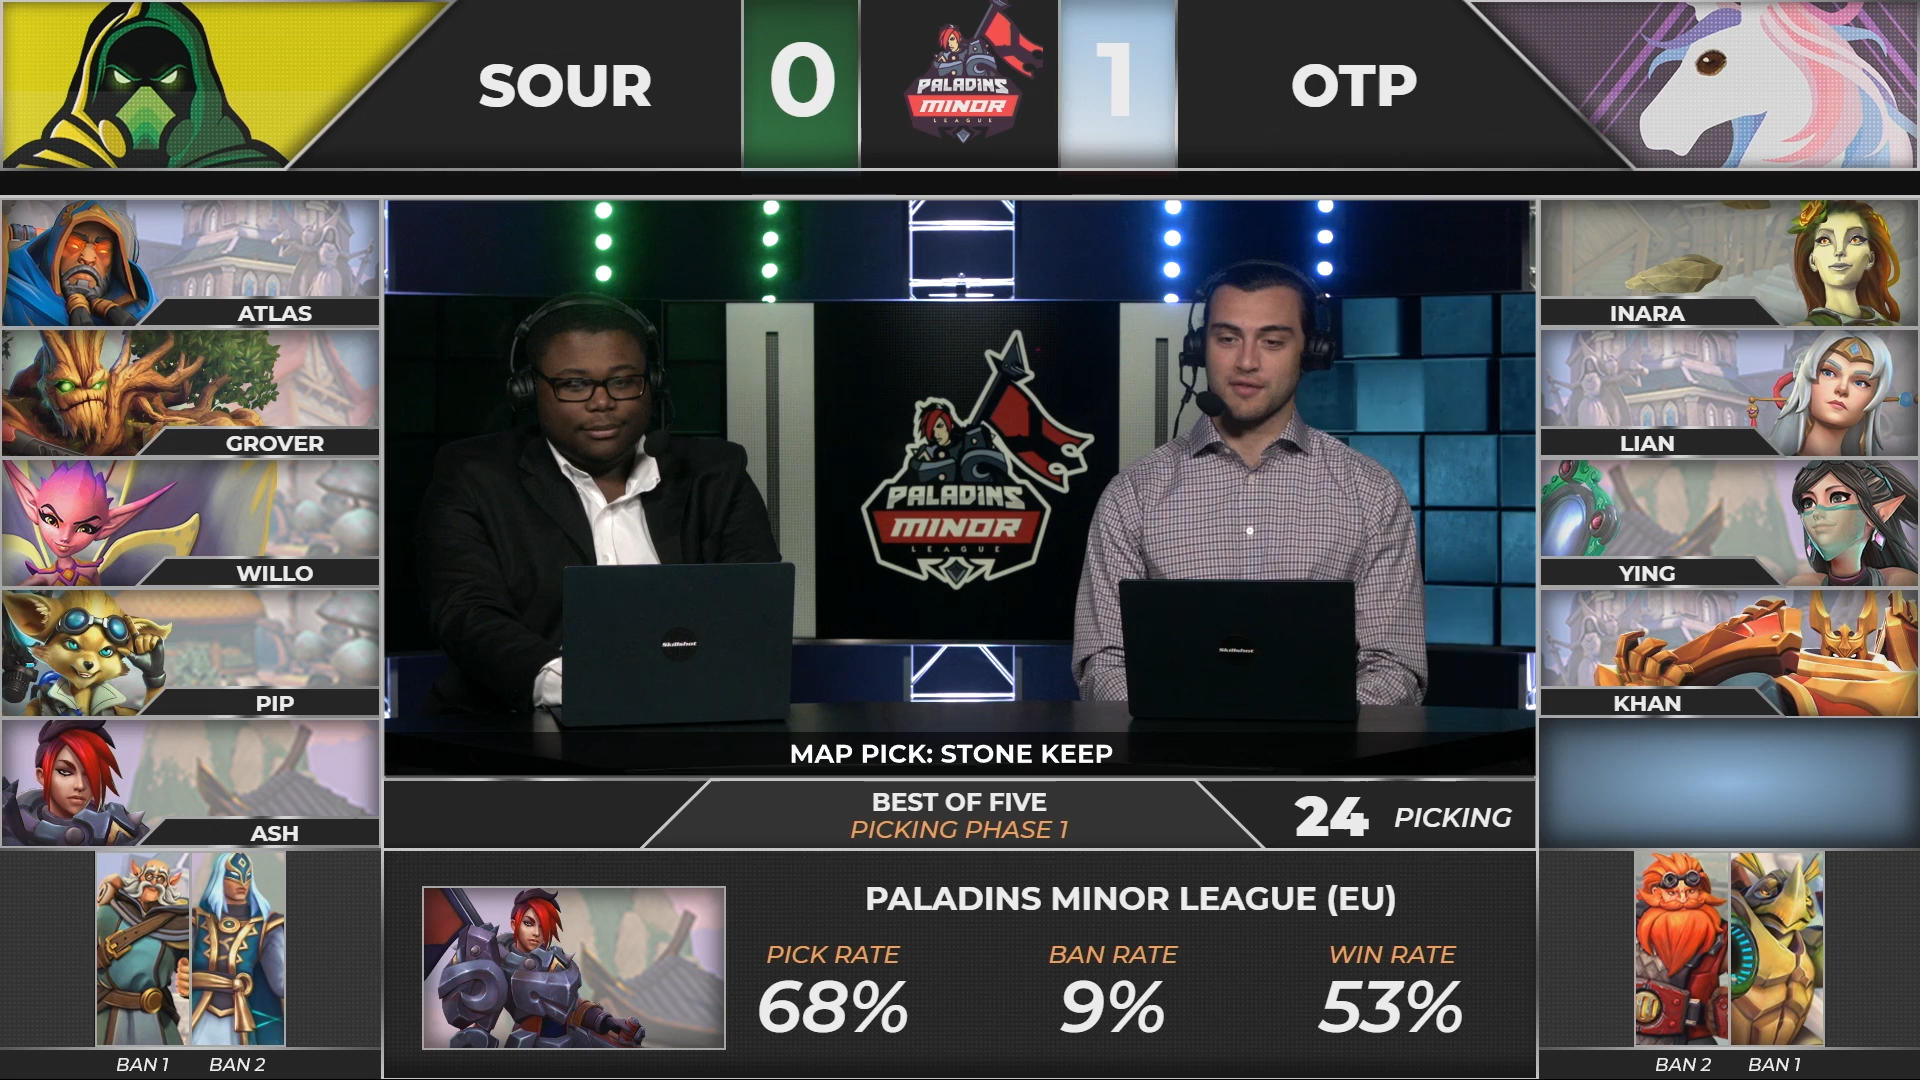 SOUR
0
PALADINS
MINOR
LEAGUE
1
OTP
ATLAS
GROVER
WILLO
PIP
ASH
INARA
LIAN
YING
KHAN
PALADINS
MINOR
LEAGUE
Skillshot
Skillshot
MAP PICK: STONE KEEP
BEST OF FIVE
PICKING PHASE 1
24 PICKING
PALADINS MINOR LEAGUE (EU)
PICK RATE BAN RATE WIN RATE
68% 9% 53%
BAN 1 BAN 2
BAN 2 BAN 1